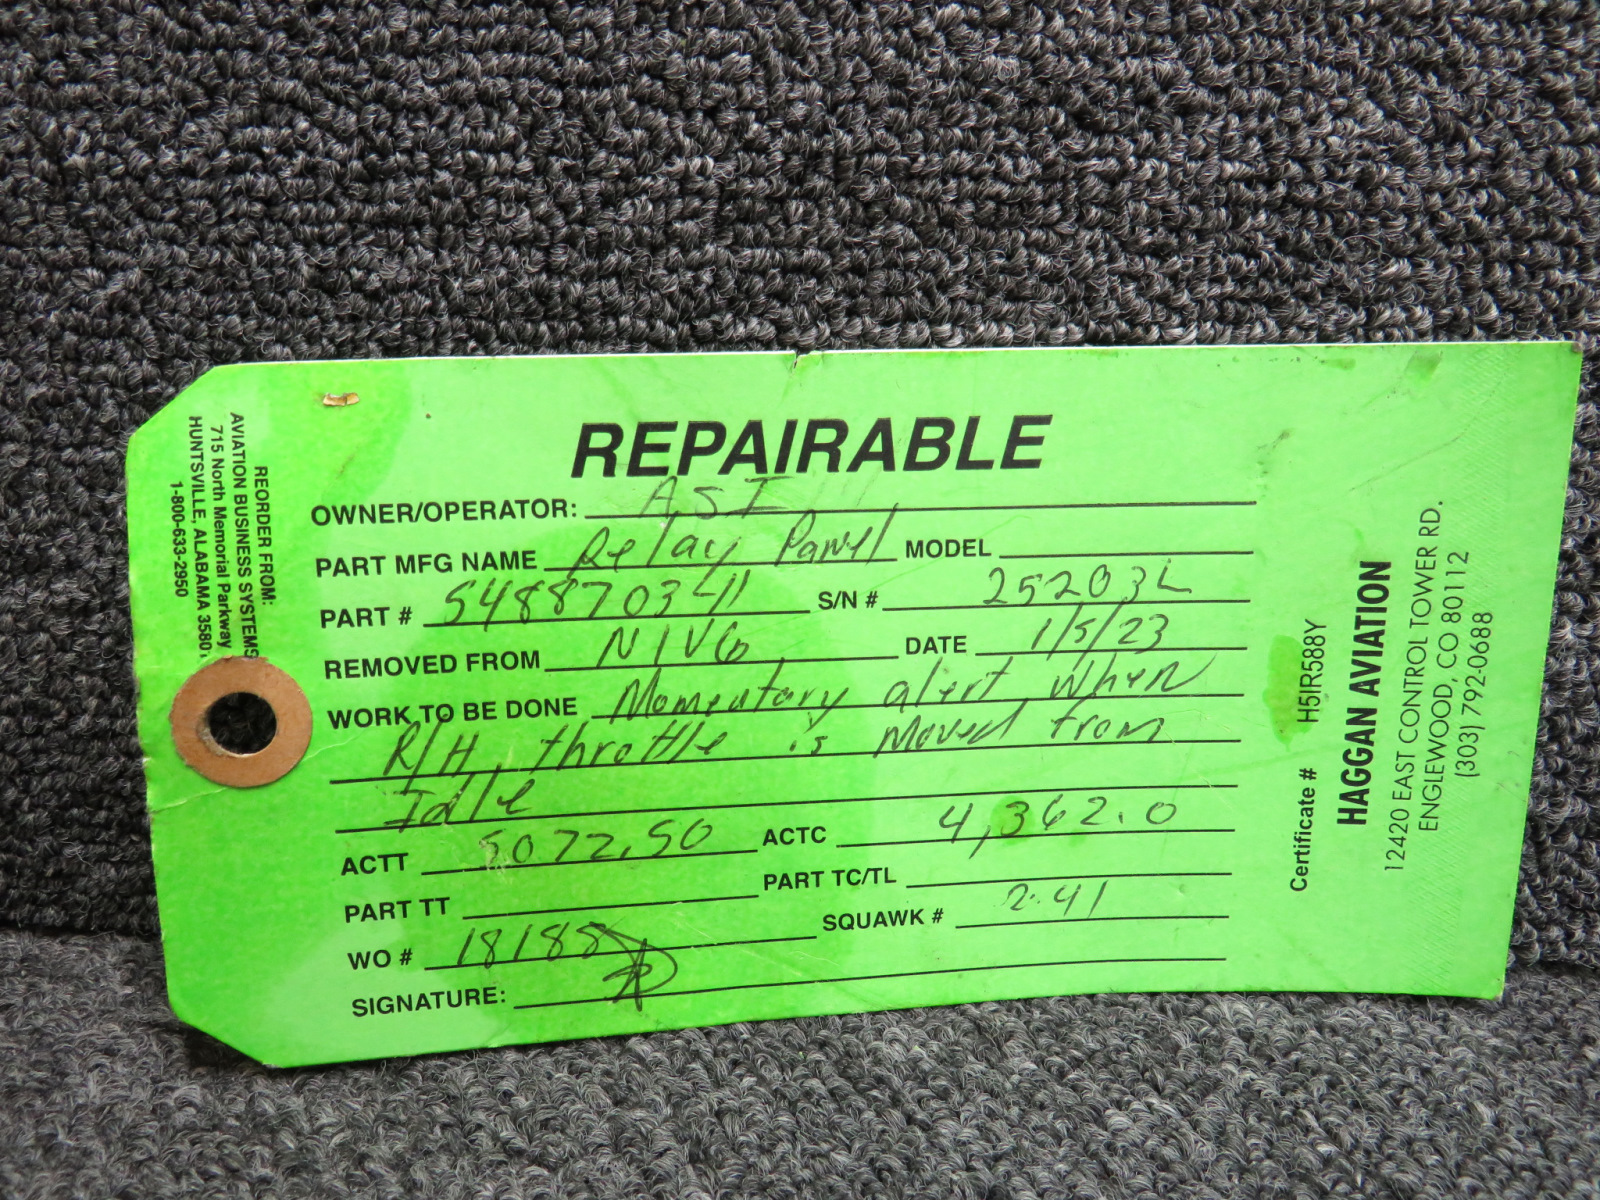 REPAIRABLE
OWNER/OPERATOR: ASI
PART MFG NAME Relay Panel MODEL
PART # 548870341 S/N # 25203L
REMOVED FROM N1VG DATE 1/5/23
WORK TO BE DONE Momentary alert when
R/H throttle is moved from
Idle
ACTT 5072.50 ACTC 4,362.0
PART TT PART TC/TL
WO # 18188 SQUAWK # 2.41
SIGNATURE:
REORDER FROM:
AVIATION BUSINESS SYSTEMS
715 North Memorial Parkway
HUNTSVILLE, ALABAMA 3580
1-800-633-2950
Certificate # H5IR588Y
HAGGAN AVIATION
12420 EAST CONTROL TOWER RD.
ENGLEWOOD, CO 80112
(303) 792-0688